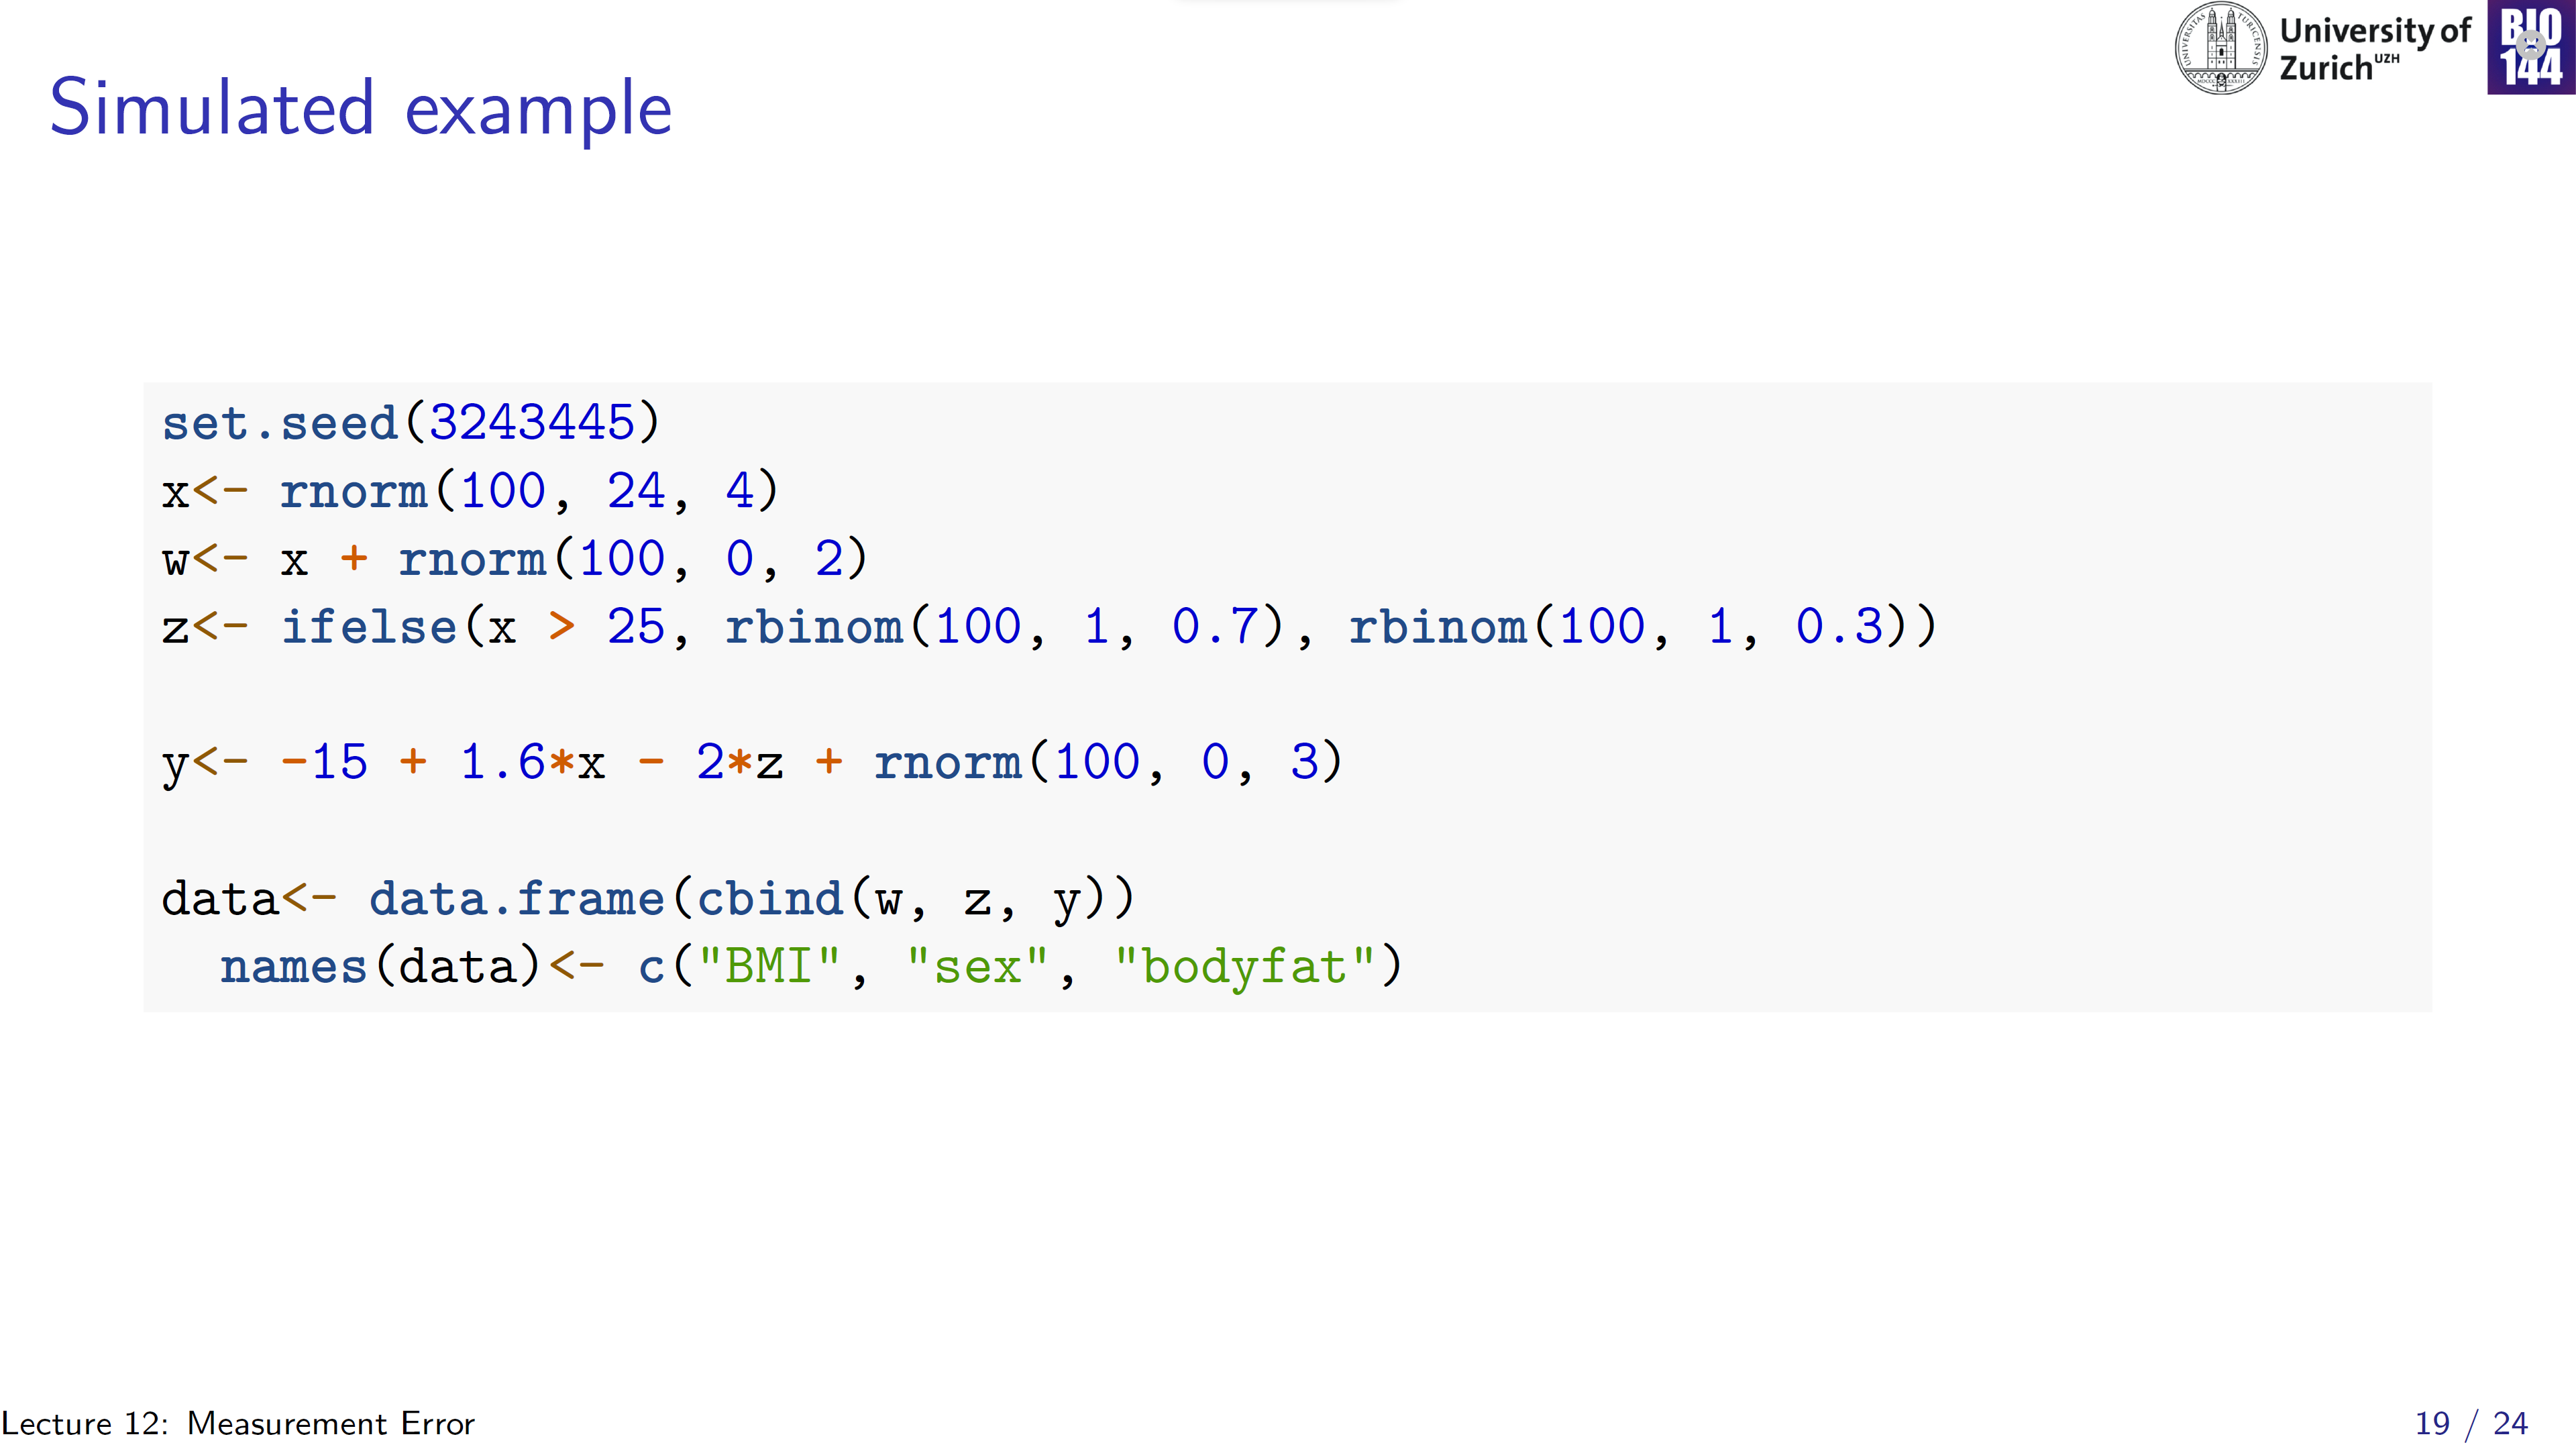 University of
Zurich UZH
BIO
144
Simulated example
set.seed(3243445)
x<- rnorm(100, 24, 4)
w<- x + rnorm(100, 0, 2)
z<- ifelse(x > 25, rbinom(100, 1, 0.7), rbinom(100, 1, 0.3))
y<- -15 + 1.6*x - 2*z + rnorm(100, 0, 3)
data<- data.frame(cbind(w, z, y))
names(data)<- c("BMI", "sex", "bodyfat")
Lecture 12: Measurement Error
19 / 24